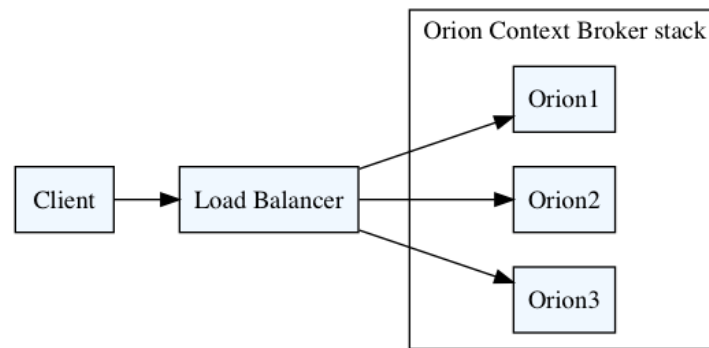 Orion Context Broker stack
Orion1
Client
Load Balancer
Orion2
Orion3